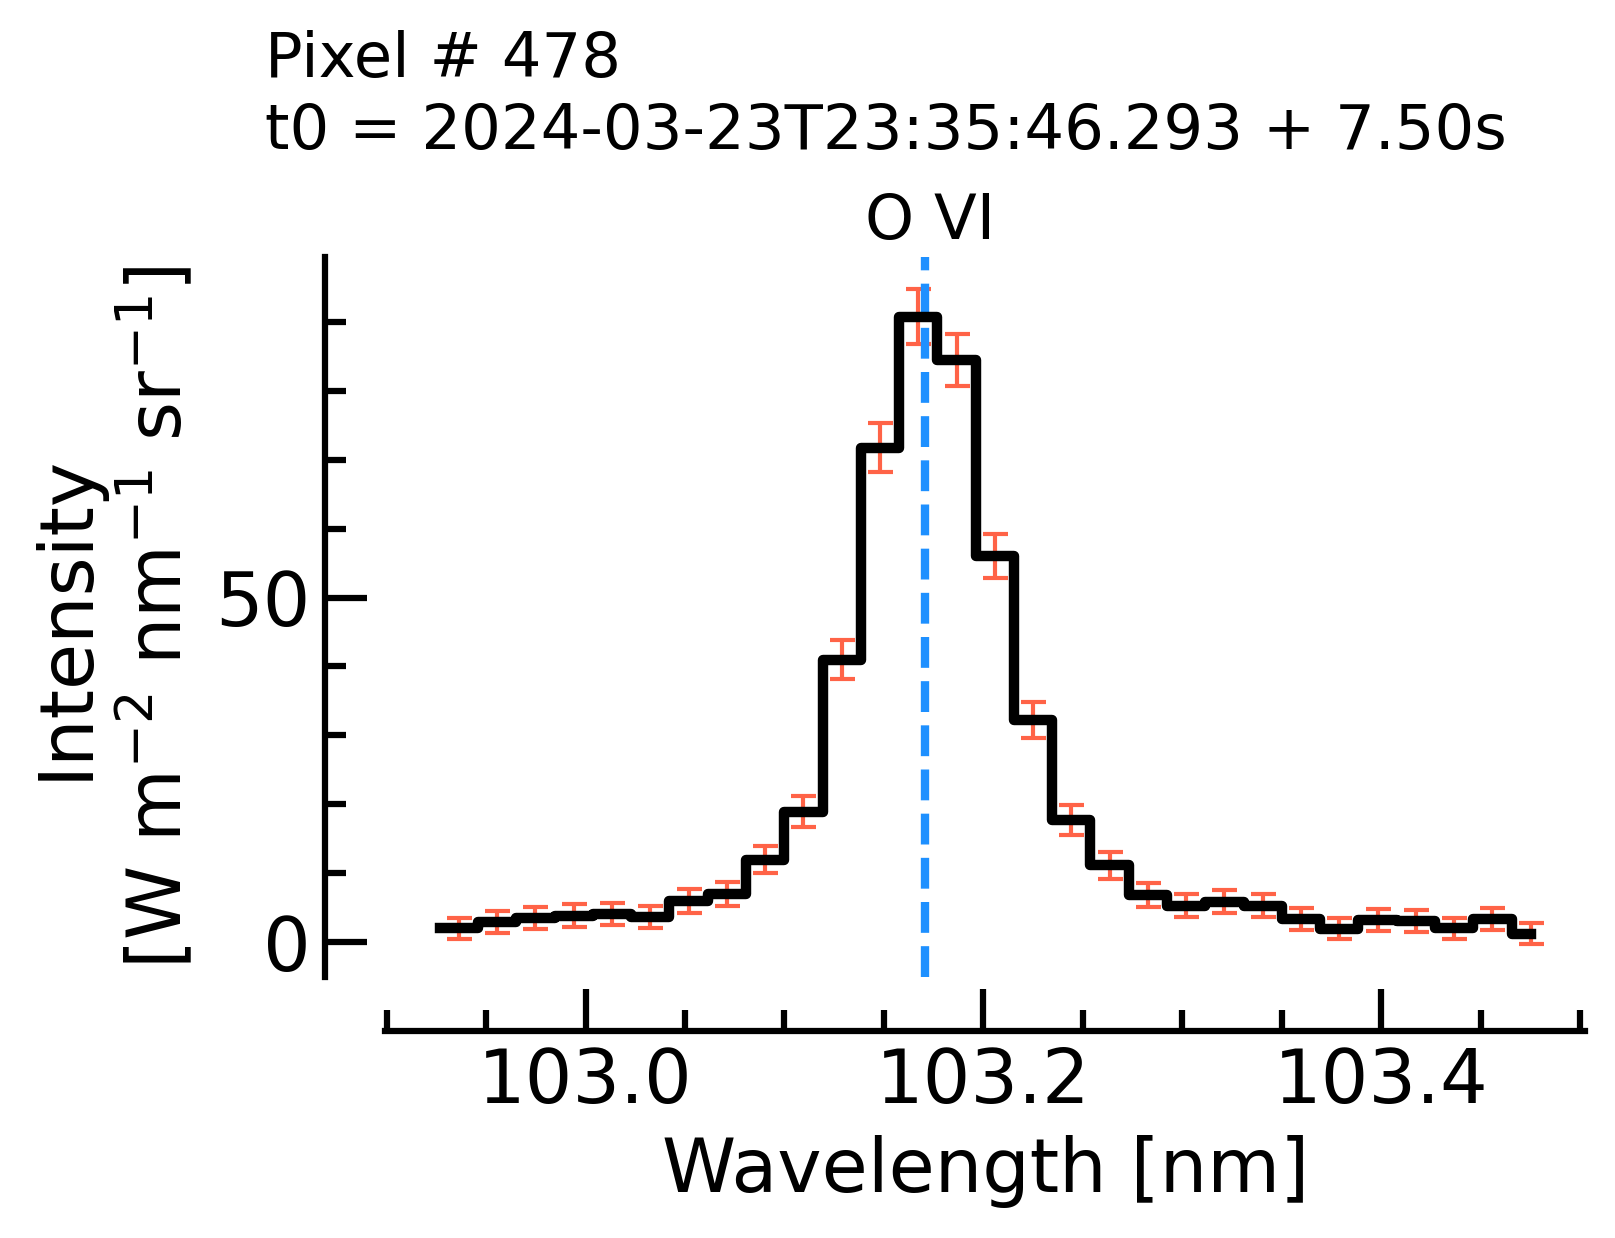 Pixel # 478
t0 = 2024-03-23T23:35:46.293 + 7.50s
O VI
Intensity
[W m⁻² nm⁻¹ sr⁻¹]
50
0
103.0 103.2 103.4
Wavelength [nm]